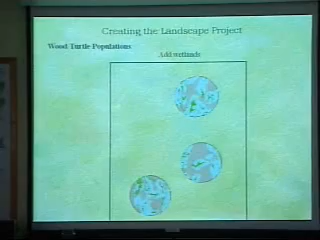 Creating the Landscape Project
Wood Turtle Populations
Add wetlands